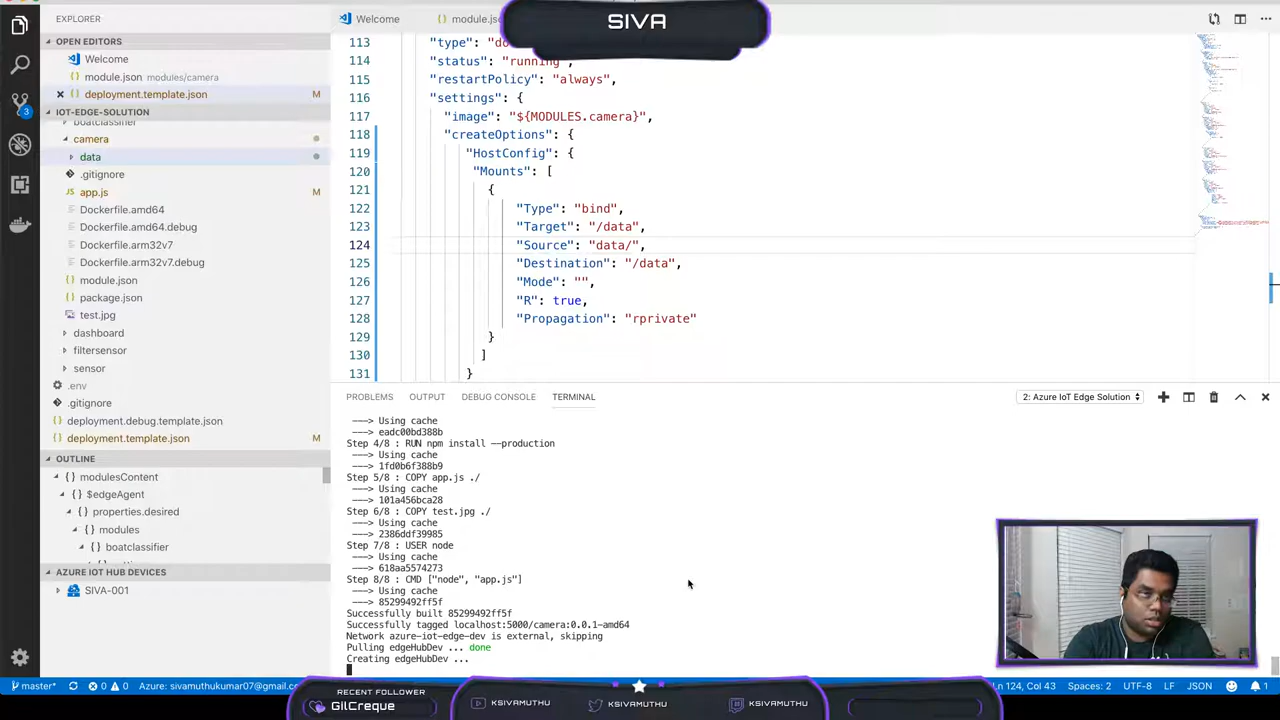 SIVA
EXPLORER
Welcome
OPEN EDITORS
Welcome
module.json modules/camera
deployment.template.json M
IOT-EDGE-SOLUTION
camera
data
.gitignore
app.js M
Dockerfile.amd64
Dockerfile.amd64.debug
Dockerfile.arm32v7
Dockerfile.arm32v7.debug
module.json
package.json
test.jpg
dashboard
filtersensor
sensor
.env
.gitignore
deployment.debug.template.json
deployment.template.json M
OUTLINE
modulesContent
$edgeAgent
properties.desired
modules
boatclassifier
AZURE IOT HUB DEVICES
SIVA-001
3
113 "type":
114 "status": "running",
115 "restartPolicy": "always",
116 "settings": {
117 "image": "${MODULES.camera}",
118 "createOptions": {
119 "HostConfig": {
120 "Mounts": [
121 {
122 "Type": "bind",
123 "Target": "/data",
124 "Source": "data/",
125 "Destination": "/data",
126 "Mode": "",
127 "R": true,
128 "Propagation": "rprivate"
129 }
130 ]
131 }
PROBLEMS OUTPUT DEBUG CONSOLE TERMINAL
2: Azure IoT Edge Solution
---> Using cache
---> eadc00bd388b
Step 4/8 : RUN npm install --production
---> Using cache
---> 1fd0b6f388b9
Step 5/8 : COPY app.js ./
---> Using cache
---> 101a456bca28
Step 6/8 : COPY test.jpg ./
---> Using cache
---> 2386ddf39985
Step 7/8 : USER node
---> Using cache
---> 618aa5574273
Step 8/8 : CMD ["node", "app.js"]
---> Using cache
---> 85299492ff5f
Successfully built 85299492ff5f
Successfully tagged localhost:5000/camera:0.0.1-amd64
Network azure-iot-edge-dev is external, skipping
Pulling edgeHubDev ... done
Creating edgeHubDev ...
master* 0 0 Azure: sivamuthukumar07@gmail.c
Ln 124, Col 43 Spaces: 2 UTF-8 LF JSON 1
RECENT FOLLOWER
GilCreque
KSIVAMUTHU
KSIVAMUTHU
KSIVAMUTHU